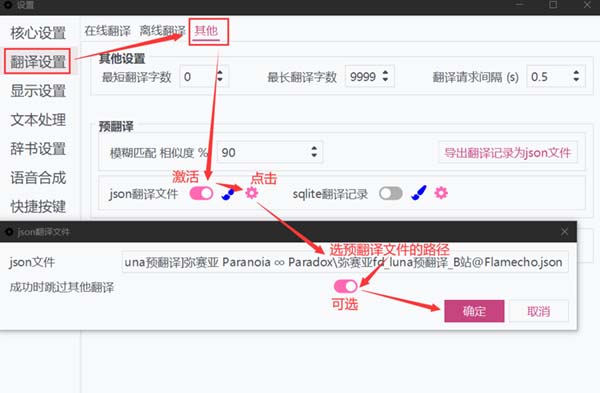 设置
核心设置
翻译设置
显示设置
文本处理
辞书设置
语音合成
快捷按键
在线翻译 离线翻译 其他
其他设置
最短翻译字数 0 最长翻译字数 9999 翻译请求间隔 (s) 0.5
预翻译
模糊匹配 相似度 % 90 导出翻译记录为json文件
激活 点击
json翻译文件 sqlite翻译记录
json翻译文件
选预翻译文件的路径
json文件 una预翻译]弥赛亚 Paranoia ∞ Paradox\弥赛亚fd_luna预翻译_B站@Flamecho.json
成功时跳过其他翻译
可选
确定 取消